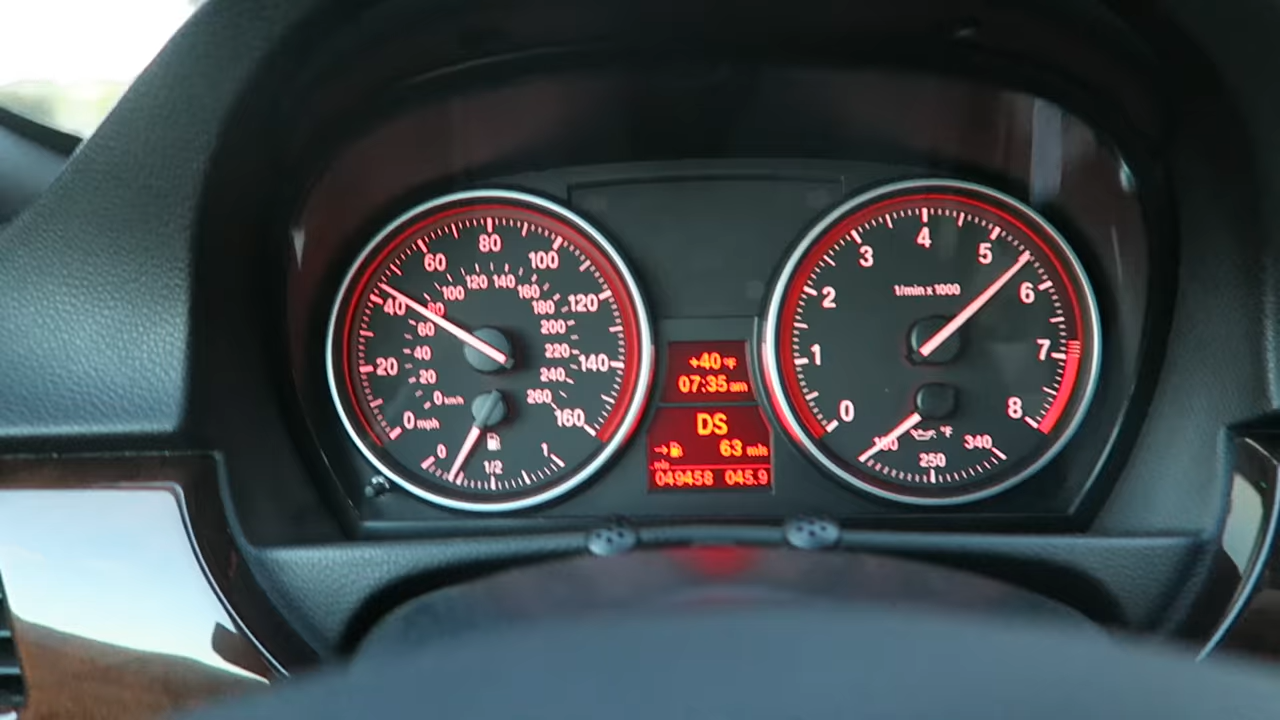 80
60 100
120 140
100 160
40 80 180 120
60 200
20 40 220 140
20 240
0 km/h 260
0 mph 160
0 1/2 1
+40 °F
07:35 am
DS
63 mls
mls
049458 045.9
4
3 5
1/min x 1000
2 6
1 7
0 8
°F
340
250